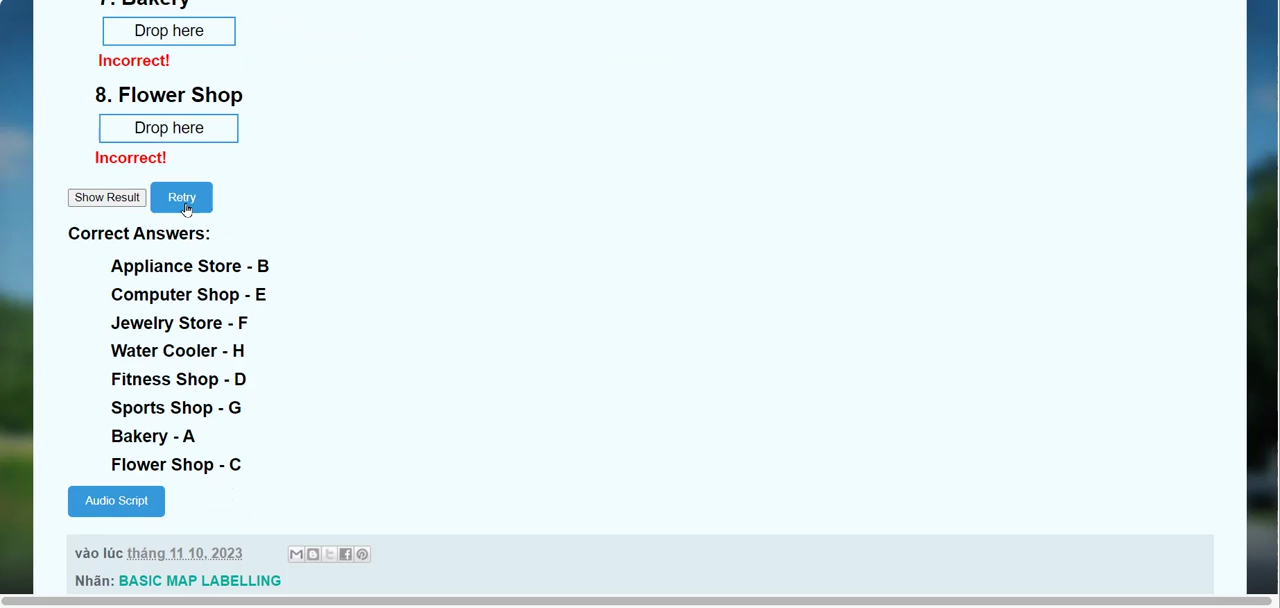 7. Bakery
Drop here
Incorrect!
8. Flower Shop
Drop here
Incorrect!
Show Result Retry
Correct Answers:
Appliance Store - B
Computer Shop - E
Jewelry Store - F
Water Cooler - H
Fitness Shop - D
Sports Shop - G
Bakery - A
Flower Shop - C
Audio Script
vào lúc tháng 11 10, 2023
Nhãn: BASIC MAP LABELLING